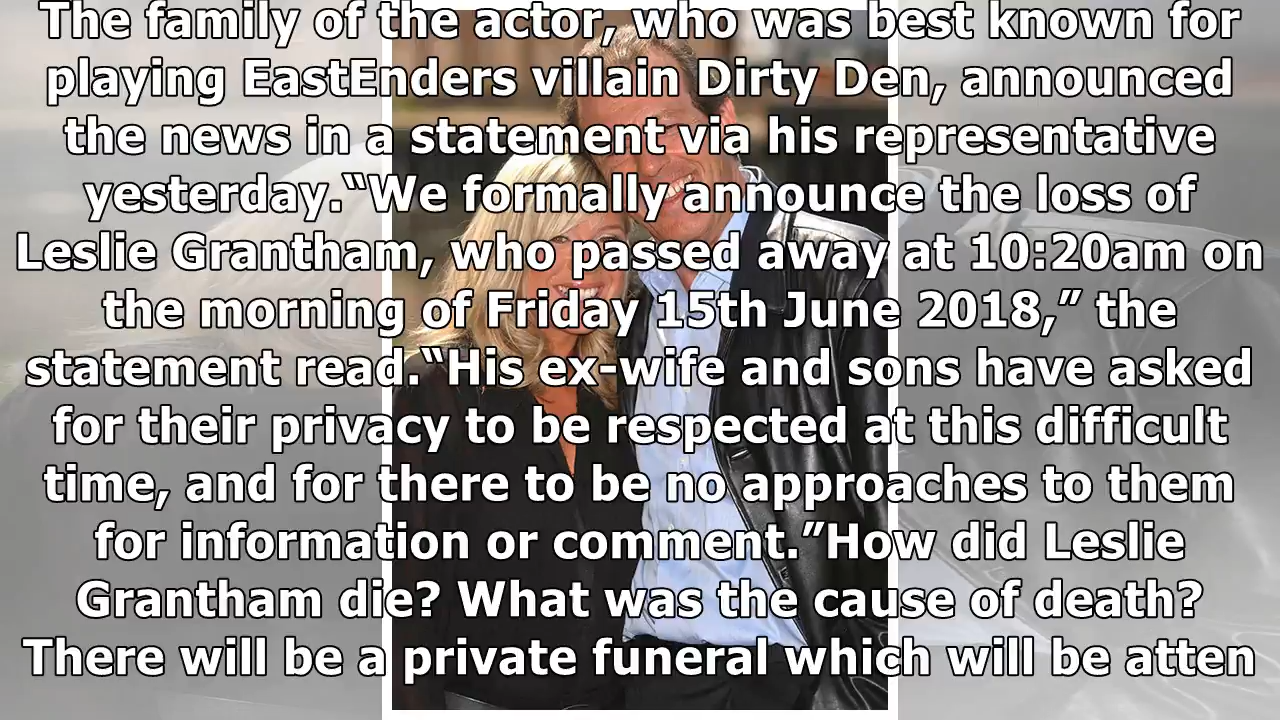 The family of the actor, who was best known for
playing EastEnders villain Dirty Den, announced
the news in a statement via his representative
yesterday.“We formally announce the loss of
Leslie Grantham, who passed away at 10:20am on
the morning of Friday 15th June 2018,” the
statement read.“His ex-wife and sons have asked
for their privacy to be respected at this difficult
time, and for there to be no approaches to them
for information or comment.”How did Leslie
Grantham die? What was the cause of death?
There will be a private funeral which will be atten